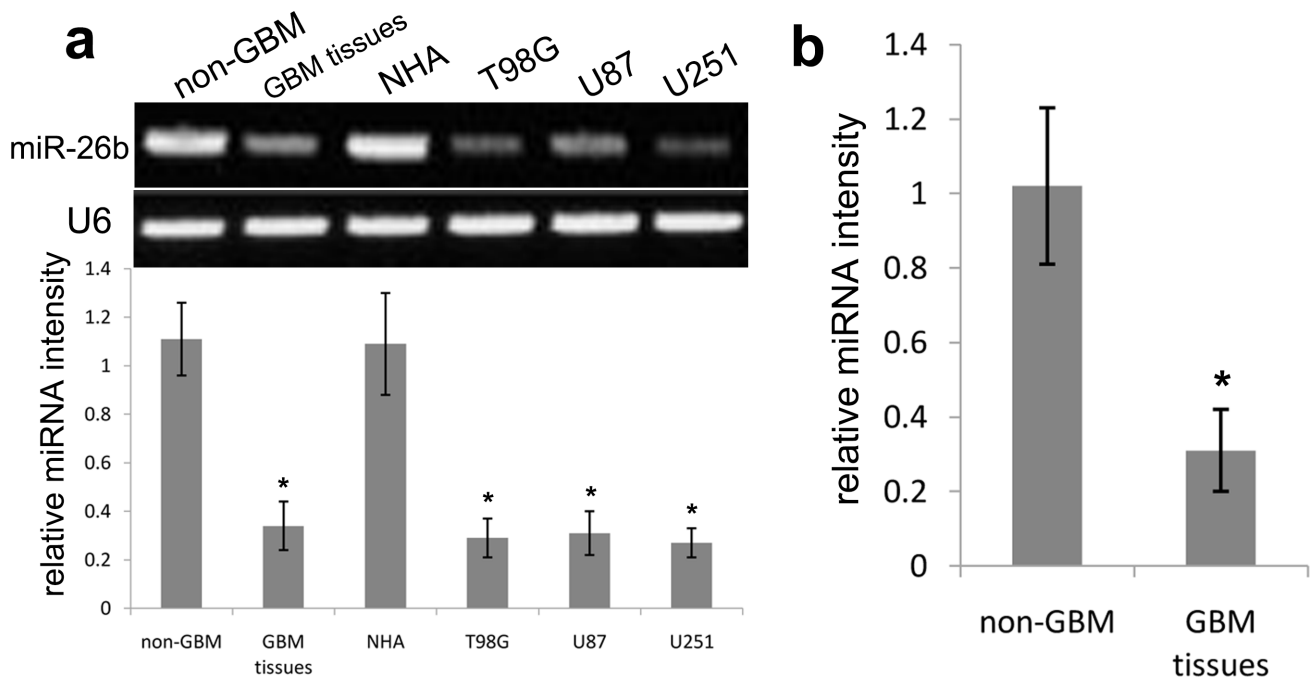 a
non-GBM GBM tissues NHA T98G U87 U251
miR-26b
U6
relative miRNA intensity
1.4
1.2
1
0.8
0.6
0.4
0.2
0
* * * *
non-GBM GBM tissues NHA T98G U87 U251
b
relative miRNA intensity
1.4
1.2
1
0.8
0.6
0.4
0.2
0
*
non-GBM GBM
tissues